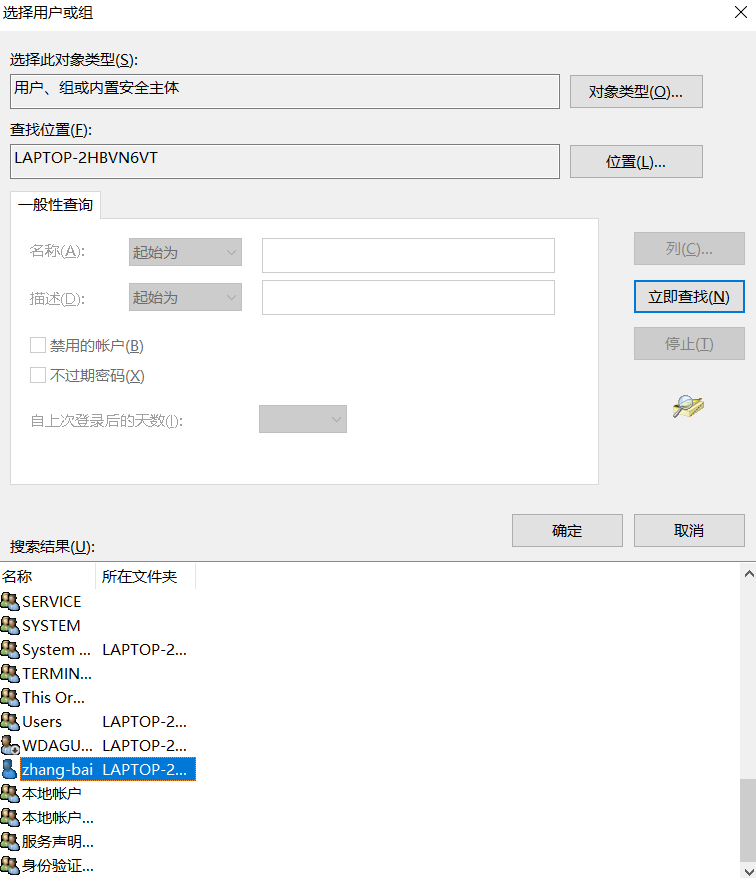 选择用户或组
选择此对象类型(S):
用户、组或内置安全主体
对象类型(O)...
查找位置(F):
LAPTOP-2HBVN6VT
位置(L)...
一般性查询
名称(A):
起始为
列(C)...
描述(D):
起始为
立即查找(N)
禁用的帐户(B)
停止(T)
不过期密码(X)
自上次登录后的天数(I):
确定
取消
搜索结果(U):
名称 所在文件夹
SERVICE
SYSTEM
System ... LAPTOP-2...
TERMIN...
This Or...
Users LAPTOP-2...
WDAGU... LAPTOP-2...
zhang-bai LAPTOP-2...
本地帐户
本地帐户...
服务声明...
身份验证...